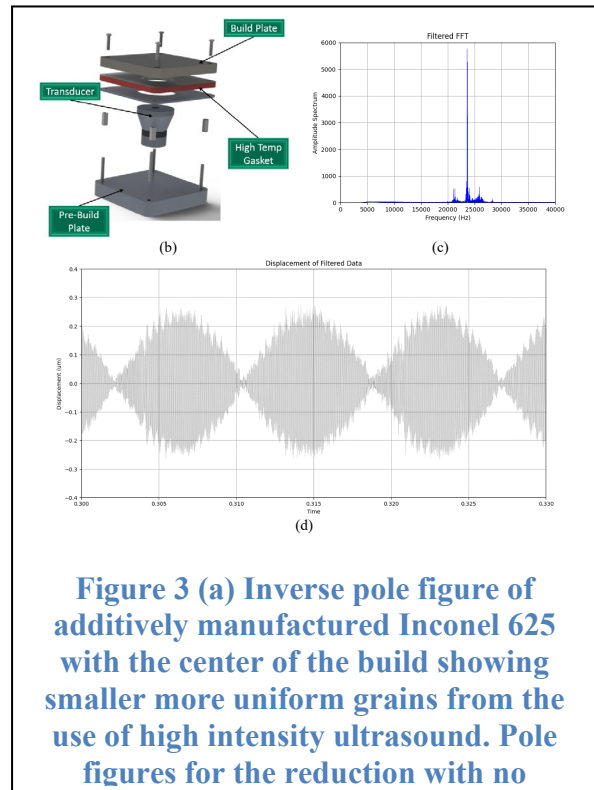 Build Plate
Transducer
High Temp
Gasket
Pre-Build
Plate
(b)
Filtered FFT
Amplitude Spectrum
6000
5000
4000
3000
2000
1000
0
0 5000 10000 15000 20000 25000 30000 35000 40000
Frequency (Hz)
(c)
Displacement of Filtered Data
Displacement (um)
0.4
0.3
0.2
0.1
0.0
−0.1
−0.2
−0.3
−0.4
0.300 0.305 0.310 0.315 0.320 0.325 0.330
Time
(d)
Figure 3 (a) Inverse pole figure of
additively manufactured Inconel 625
with the center of the build showing
smaller more uniform grains from the
use of high intensity ultrasound. Pole
figures for the reduction with no